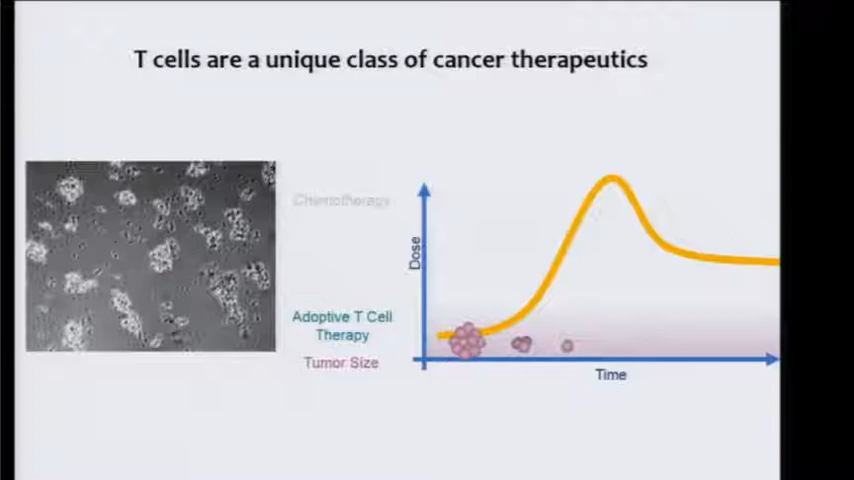 T cells are a unique class of cancer therapeutics
Chemotherapy
Dose
Adoptive T Cell
Therapy
Tumor Size
Time